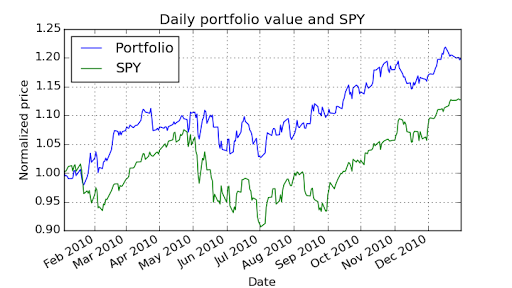 Daily portfolio value and SPY
1.25
1.20
1.15
1.10
1.05
1.00
0.95
0.90
Normalized price
Portfolio
SPY
Feb 2010
Mar 2010
Apr 2010
May 2010
Jun 2010
Jul 2010
Aug 2010
Sep 2010
Oct 2010
Nov 2010
Dec 2010
Date